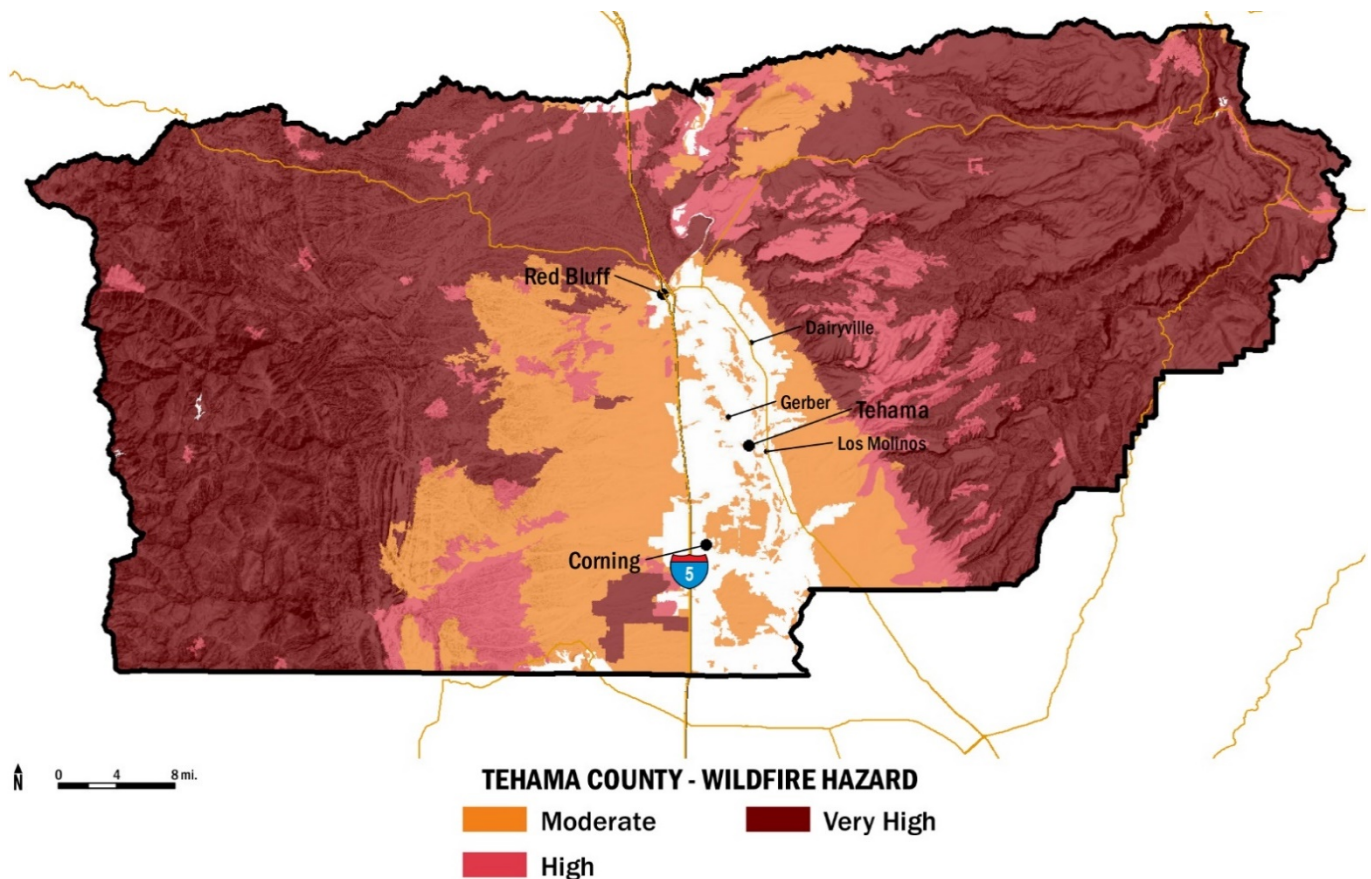 Red Bluff
Dairyville
Gerber
Tehama
Los Molinos
Corning
5
N
0 4 8 mi.
TEHAMA COUNTY - WILDFIRE HAZARD
Moderate
Very High
High